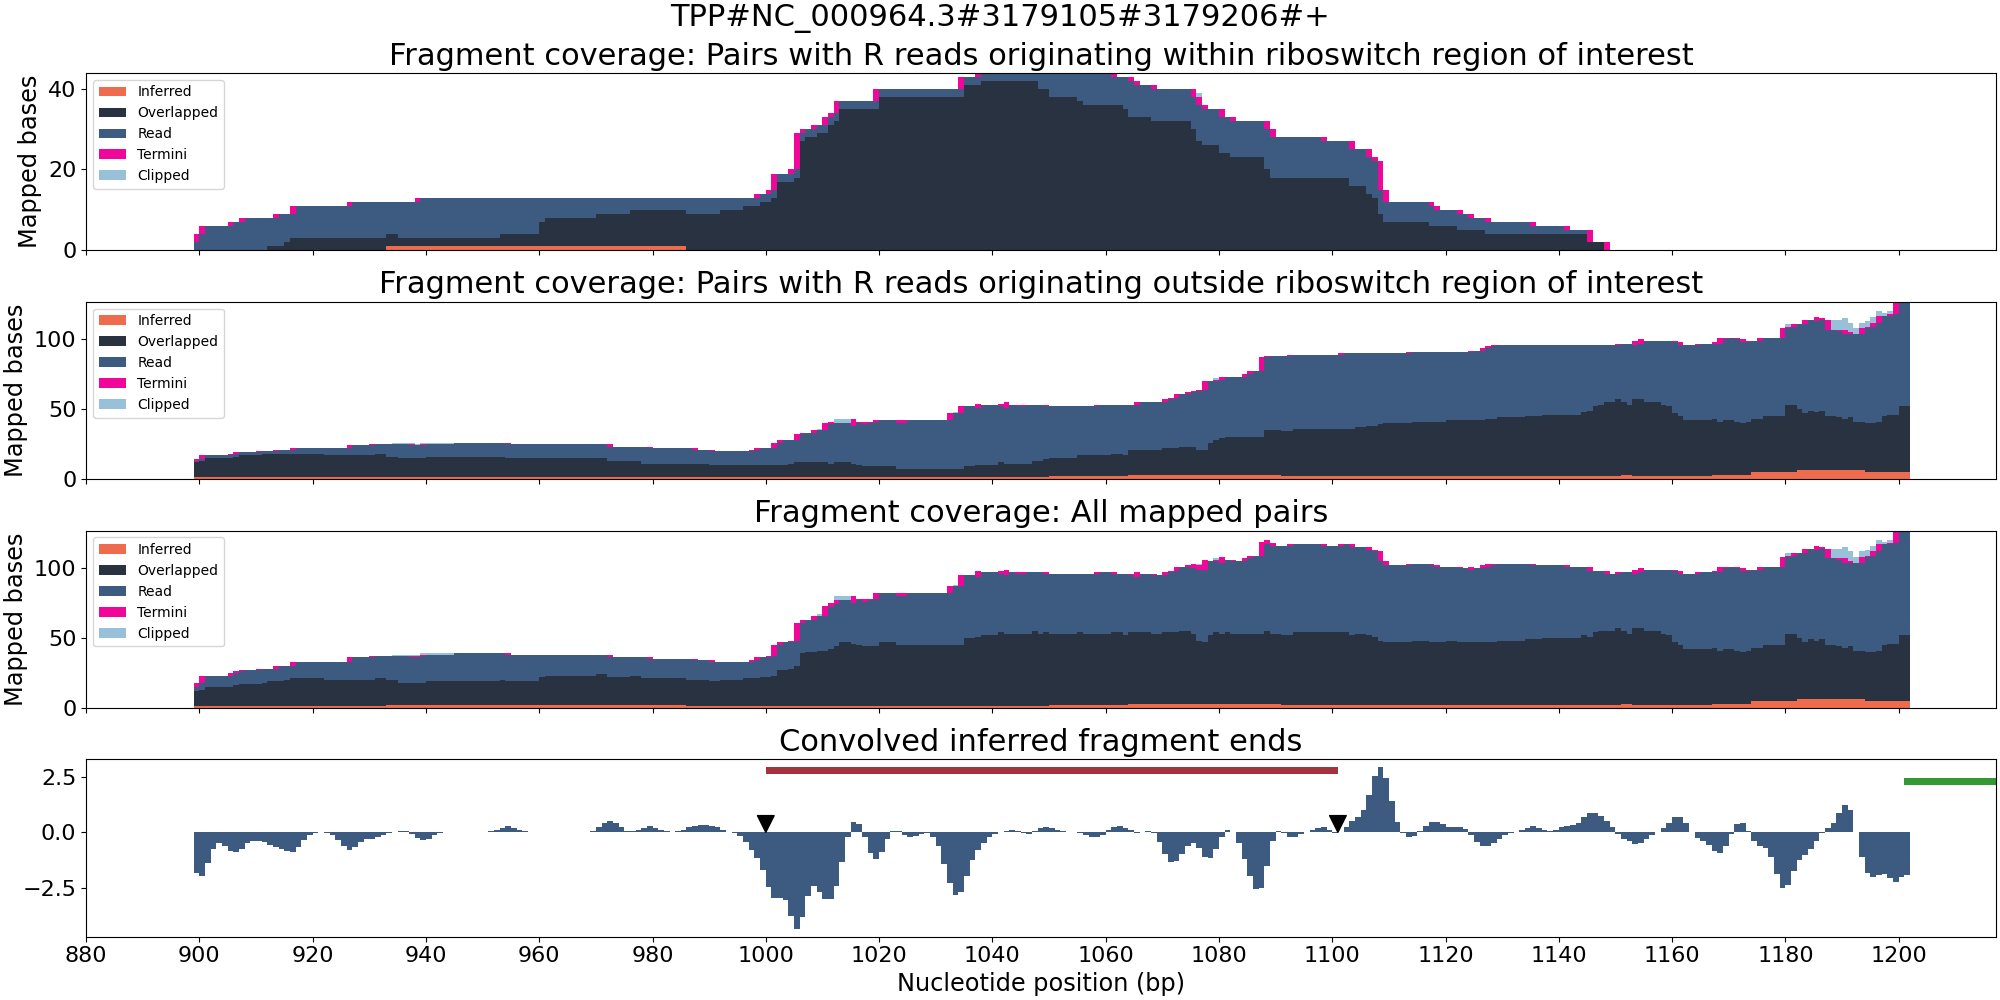 TPP#NC_000964.3#3179105#3179206#+
Fragment coverage: Pairs with R reads originating within riboswitch region of interest
Mapped bases
40
20
0
Inferred
Overlapped
Read
Termini
Clipped
Fragment coverage: Pairs with R reads originating outside riboswitch region of interest
Mapped bases
100
50
0
Inferred
Overlapped
Read
Termini
Clipped
Fragment coverage: All mapped pairs
Mapped bases
100
50
0
Inferred
Overlapped
Read
Termini
Clipped
Convolved inferred fragment ends
2.5
0.0
−2.5
880 900 920 940 960 980 1000 1020 1040 1060 1080 1100 1120 1140 1160 1180 1200
Nucleotide position (bp)